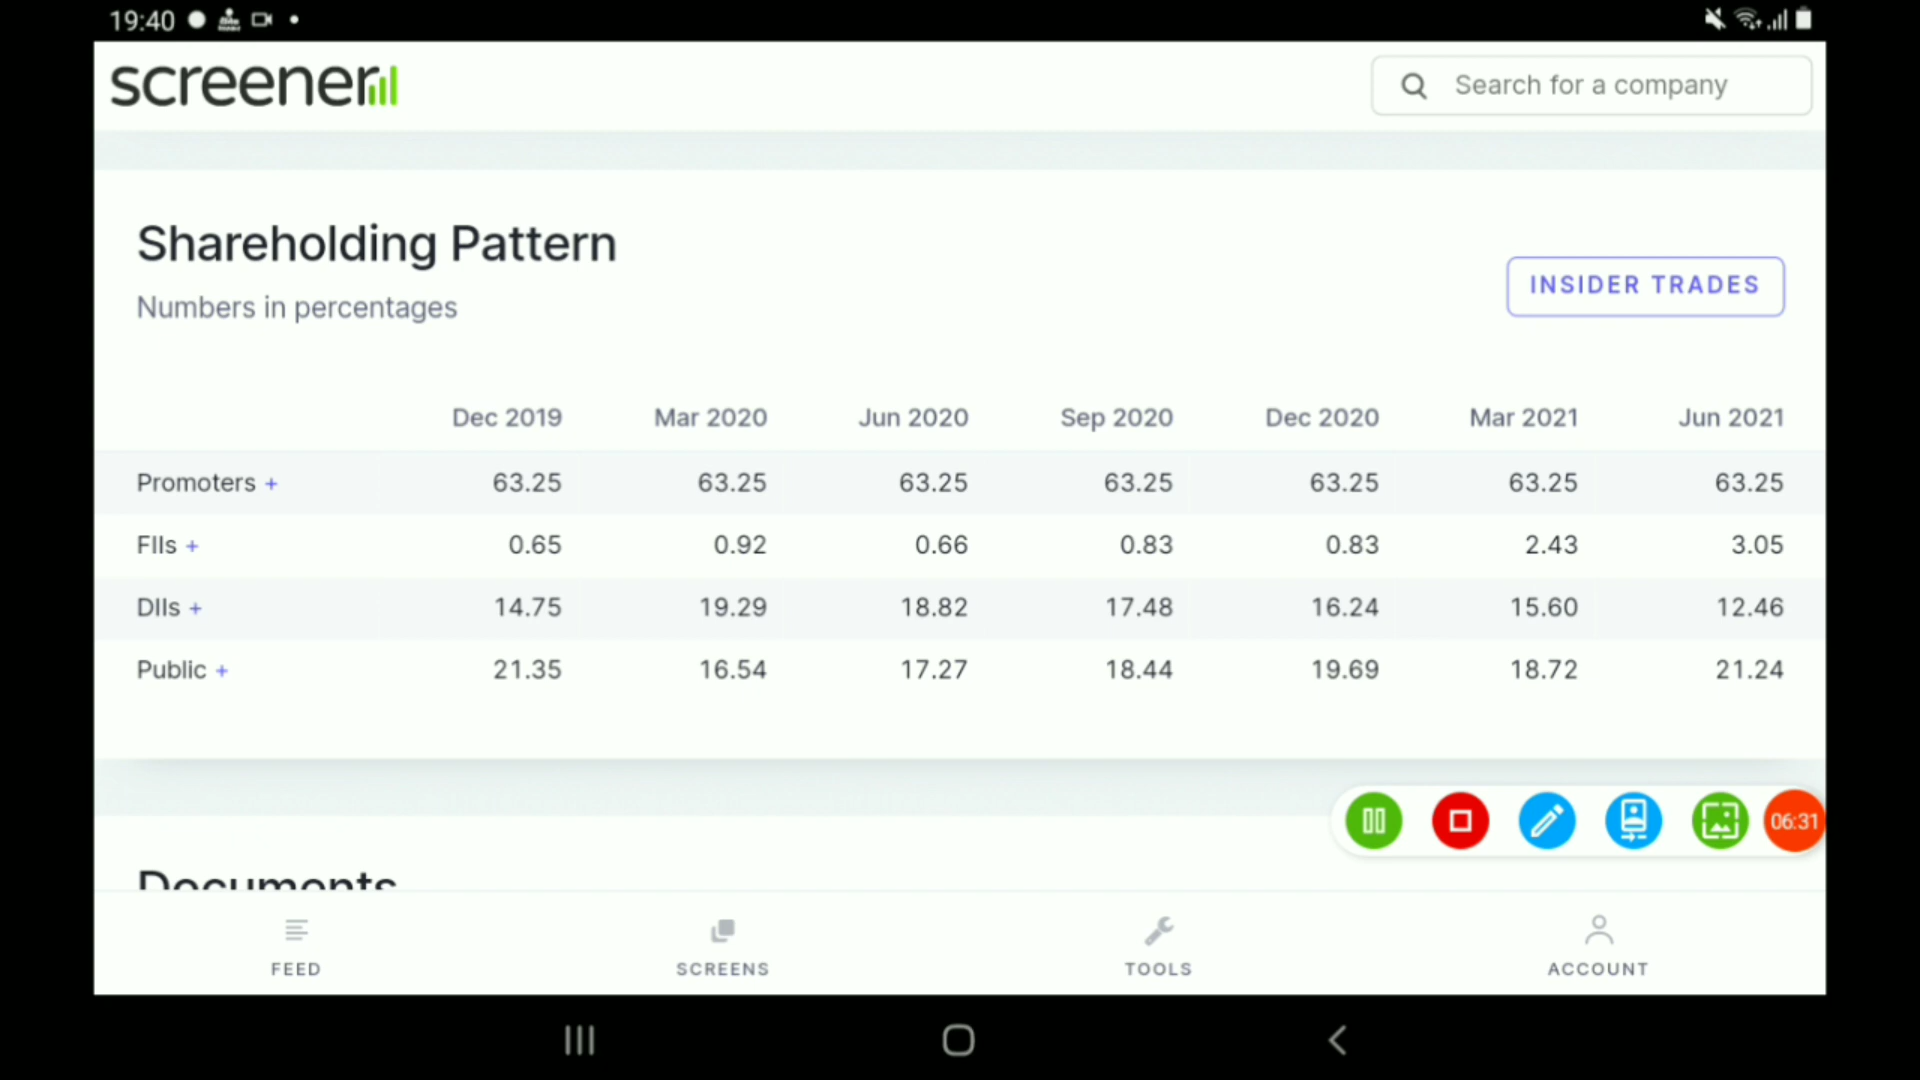 19:40
screener
Search for a company
Shareholding Pattern
Numbers in percentages
INSIDER TRADES
Dec 2019 Mar 2020 Jun 2020 Sep 2020 Dec 2020 Mar 2021 Jun 2021
Promoters + 63.25 63.25 63.25 63.25 63.25 63.25 63.25
FIIs + 0.65 0.92 0.66 0.83 0.83 2.43 3.05
DIIs + 14.75 19.29 18.82 17.48 16.24 15.60 12.46
Public + 21.35 16.54 17.27 18.44 19.69 18.72 21.24
06:31
Documents
FEED SCREENS TOOLS ACCOUNT